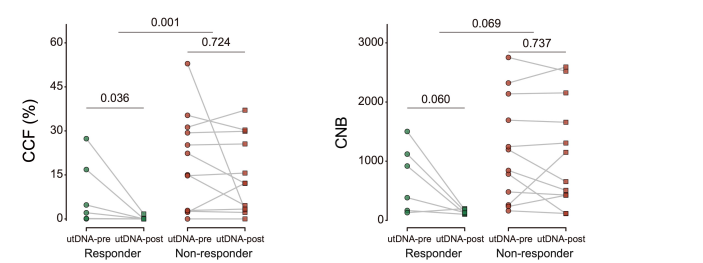 0.001
0.724
0.036
CCF (%)
60
45
30
15
0
utDNA-pre utDNA-post utDNA-pre utDNA-post
Responder Non-responder
0.069
0.737
0.060
CNB
3000
2000
1000
0
utDNA-pre utDNA-post utDNA-pre utDNA-post
Responder Non-responder